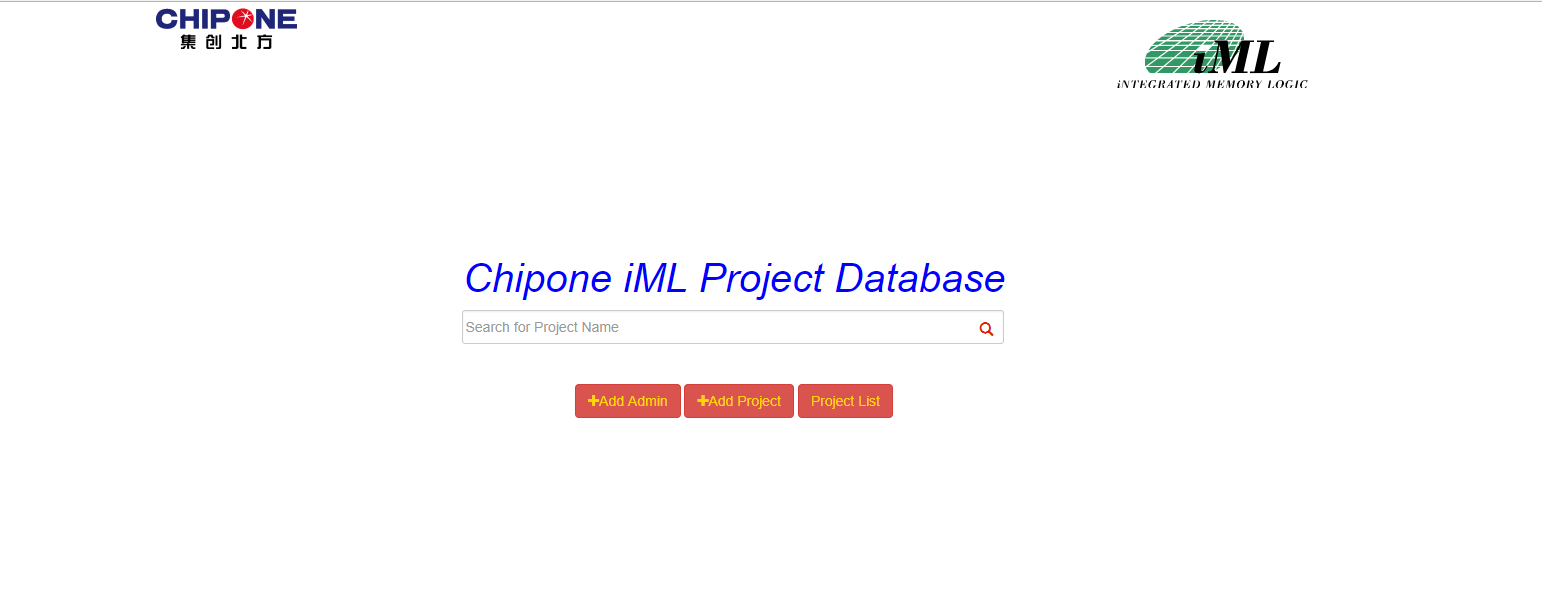 CHIPONE
集创北方
iML
iNTEGRATED MEMORY LOGIC
Chipone iML Project Database
Search for Project Name
Add Admin
Add Project
Project List